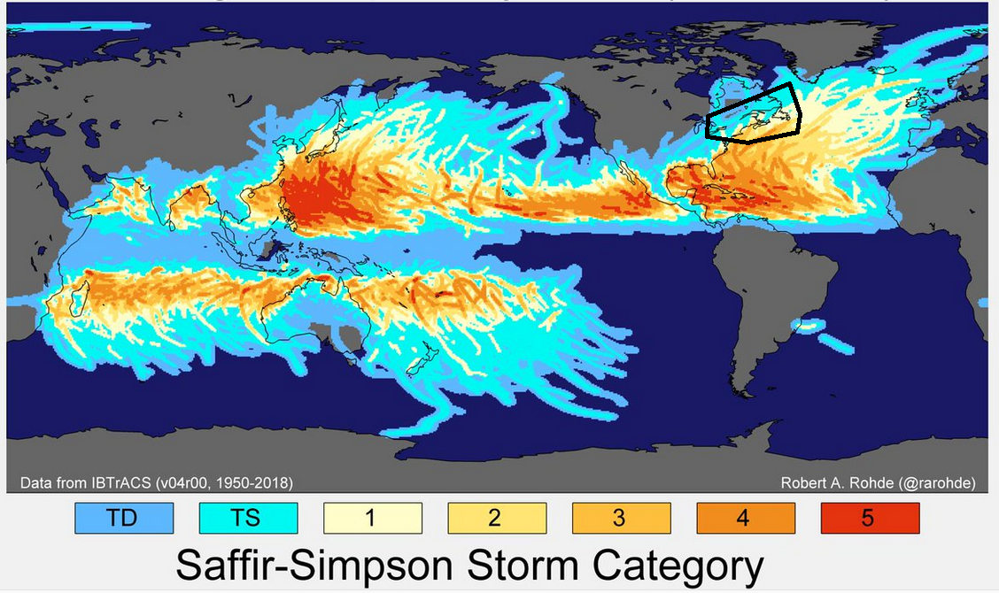 Data from IBTrACS (v04r00, 1950-2018)
Robert A. Rohde (@rarohde)
TD TS 1 2 3 4 5
Saffir-Simpson Storm Category